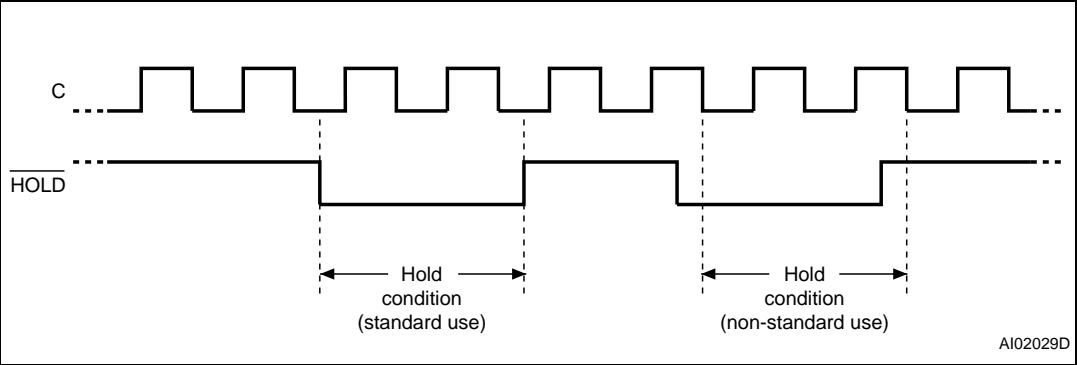 C
HOLD
Hold
condition
(standard use)
Hold
condition
(non-standard use)
AI02029D